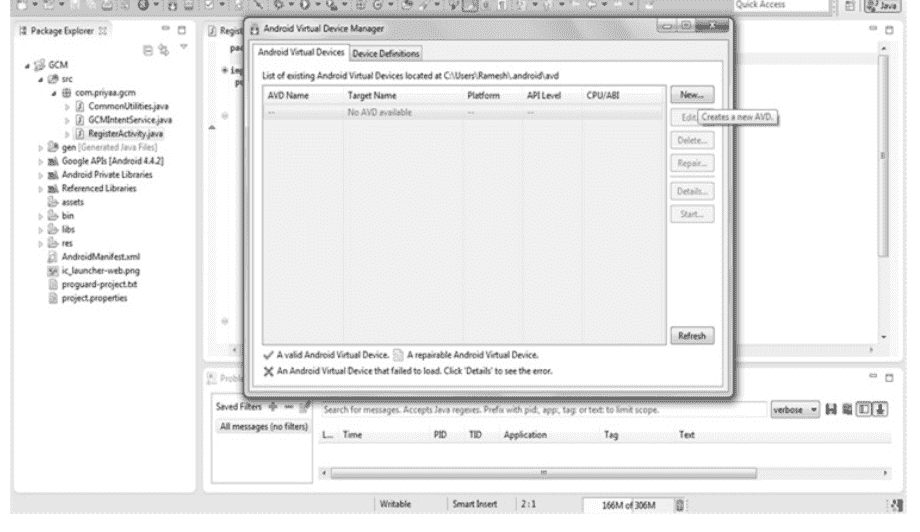 Quick Access
Java
Package Explorer
GCM
src
com.priyaa.gcm
CommonUtilities.java
GCMIntentService.java
RegisterActivity.java
gen [Generated Java Files]
Google APIs [Android 4.4.2]
Android Private Libraries
Referenced Libraries
assets
bin
libs
res
AndroidManifest.xml
ic_launcher-web.png
proguard-project.txt
project.properties
Regist
pac
imp
pu
Android Virtual Device Manager
Android Virtual Devices Device Definitions
List of existing Android Virtual Devices located at C:\Users\Ramesh\.android\avd
AVD Name Target Name Platform API Level CPU/ABI
-- No AVD available -- -- --
New...
Edit
Creates a new AVD.
Delete...
Repair...
Details...
Start...
Refresh
A valid Android Virtual Device. A repairable Android Virtual Device.
An Android Virtual Device that failed to load. Click 'Details' to see the error.
Proble
Saved Filters
All messages (no filters)
Search for messages. Accepts Java regexes. Prefix with pid:, app:, tag: or text: to limit scope.
verbose
L... Time PID TID Application Tag Text
Writable Smart Insert 2:1 166M of 306M